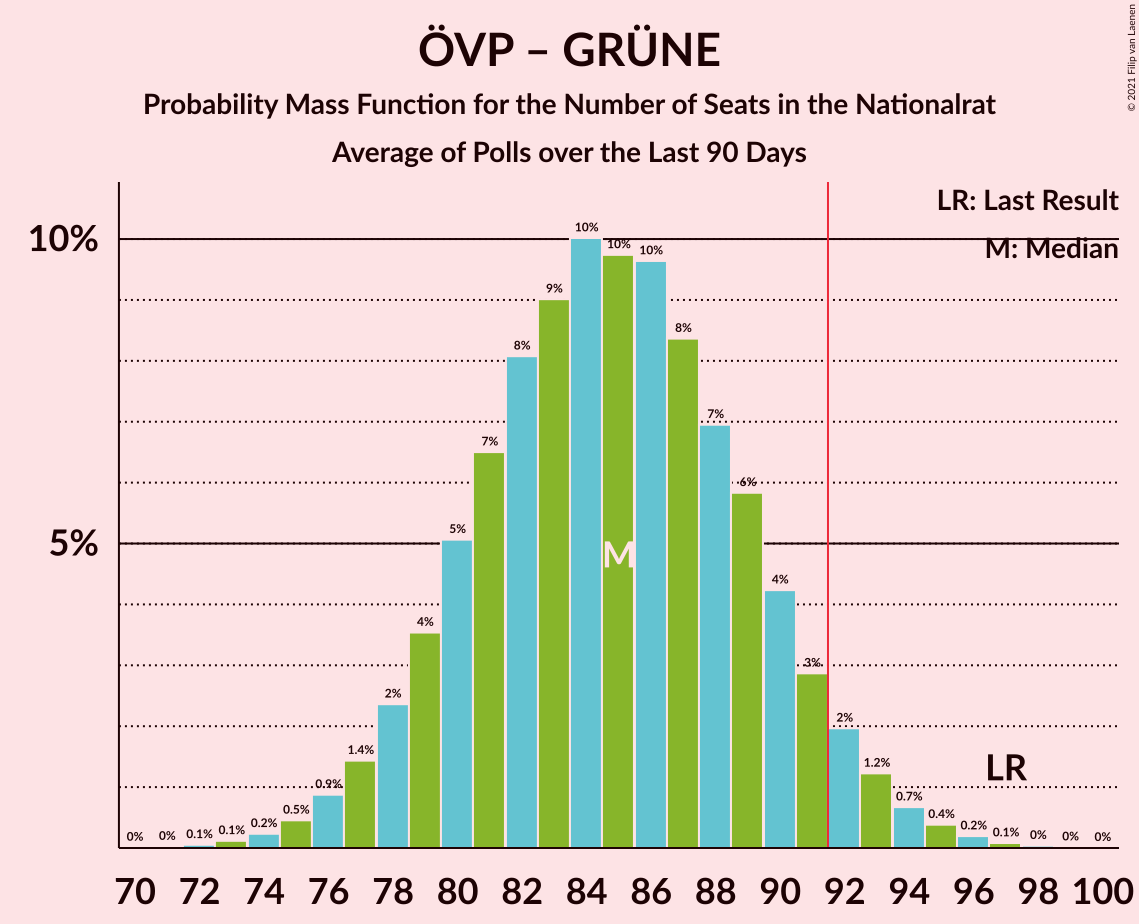 ÖVP – GRÜNE
Probability Mass Function for the Number of Seats in the Nationalrat
Average of Polls over the Last 90 Days
© 2021 Filip van Laenen
LR: Last Result
M: Median
10%
5%
0% 0% 0.1% 0.1% 0.2% 0.5% 0.9% 1.4% 2% 4% 5% 7% 8% 9% 10% 10% 10% 8% 7% 6% 4% 3% 2% 1.2% 0.7% 0.4% 0.2% 0.1% 0% 0% 0%
M
LR
70 72 74 76 78 80 82 84 86 88 90 92 94 96 98 100